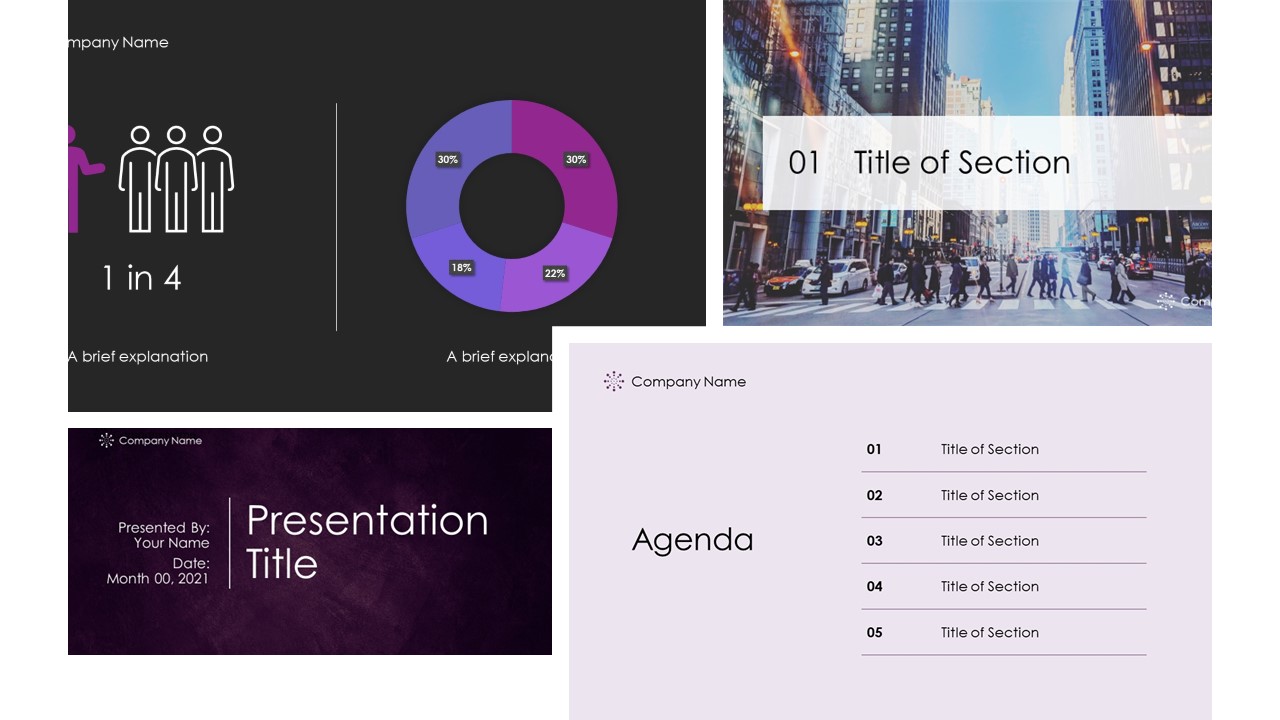 mpany Name
30%
30%
18%
22%
1 in 4
A brief explanation
A brief explan
01 Title of Section
Com
Company Name
Presented By:
Your Name
Date:
Month 00, 2021
Presentation
Title
Company Name
Agenda
01 Title of Section
02 Title of Section
03 Title of Section
04 Title of Section
05 Title of Section